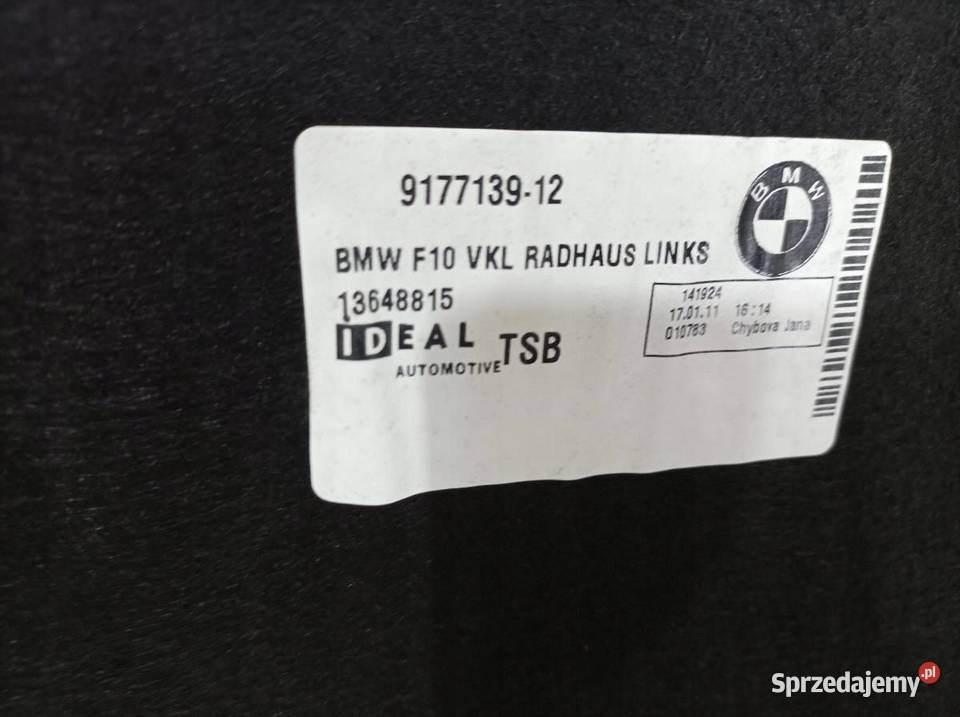 9177139-12
BMW
BMW F10 VKL RADHAUS LINKS
13648815
IDEAL
AUTOMOTIVE
TSB
141924
17.01.11 16:14
010783 Chybova Jana
Sprzedajemy.pl